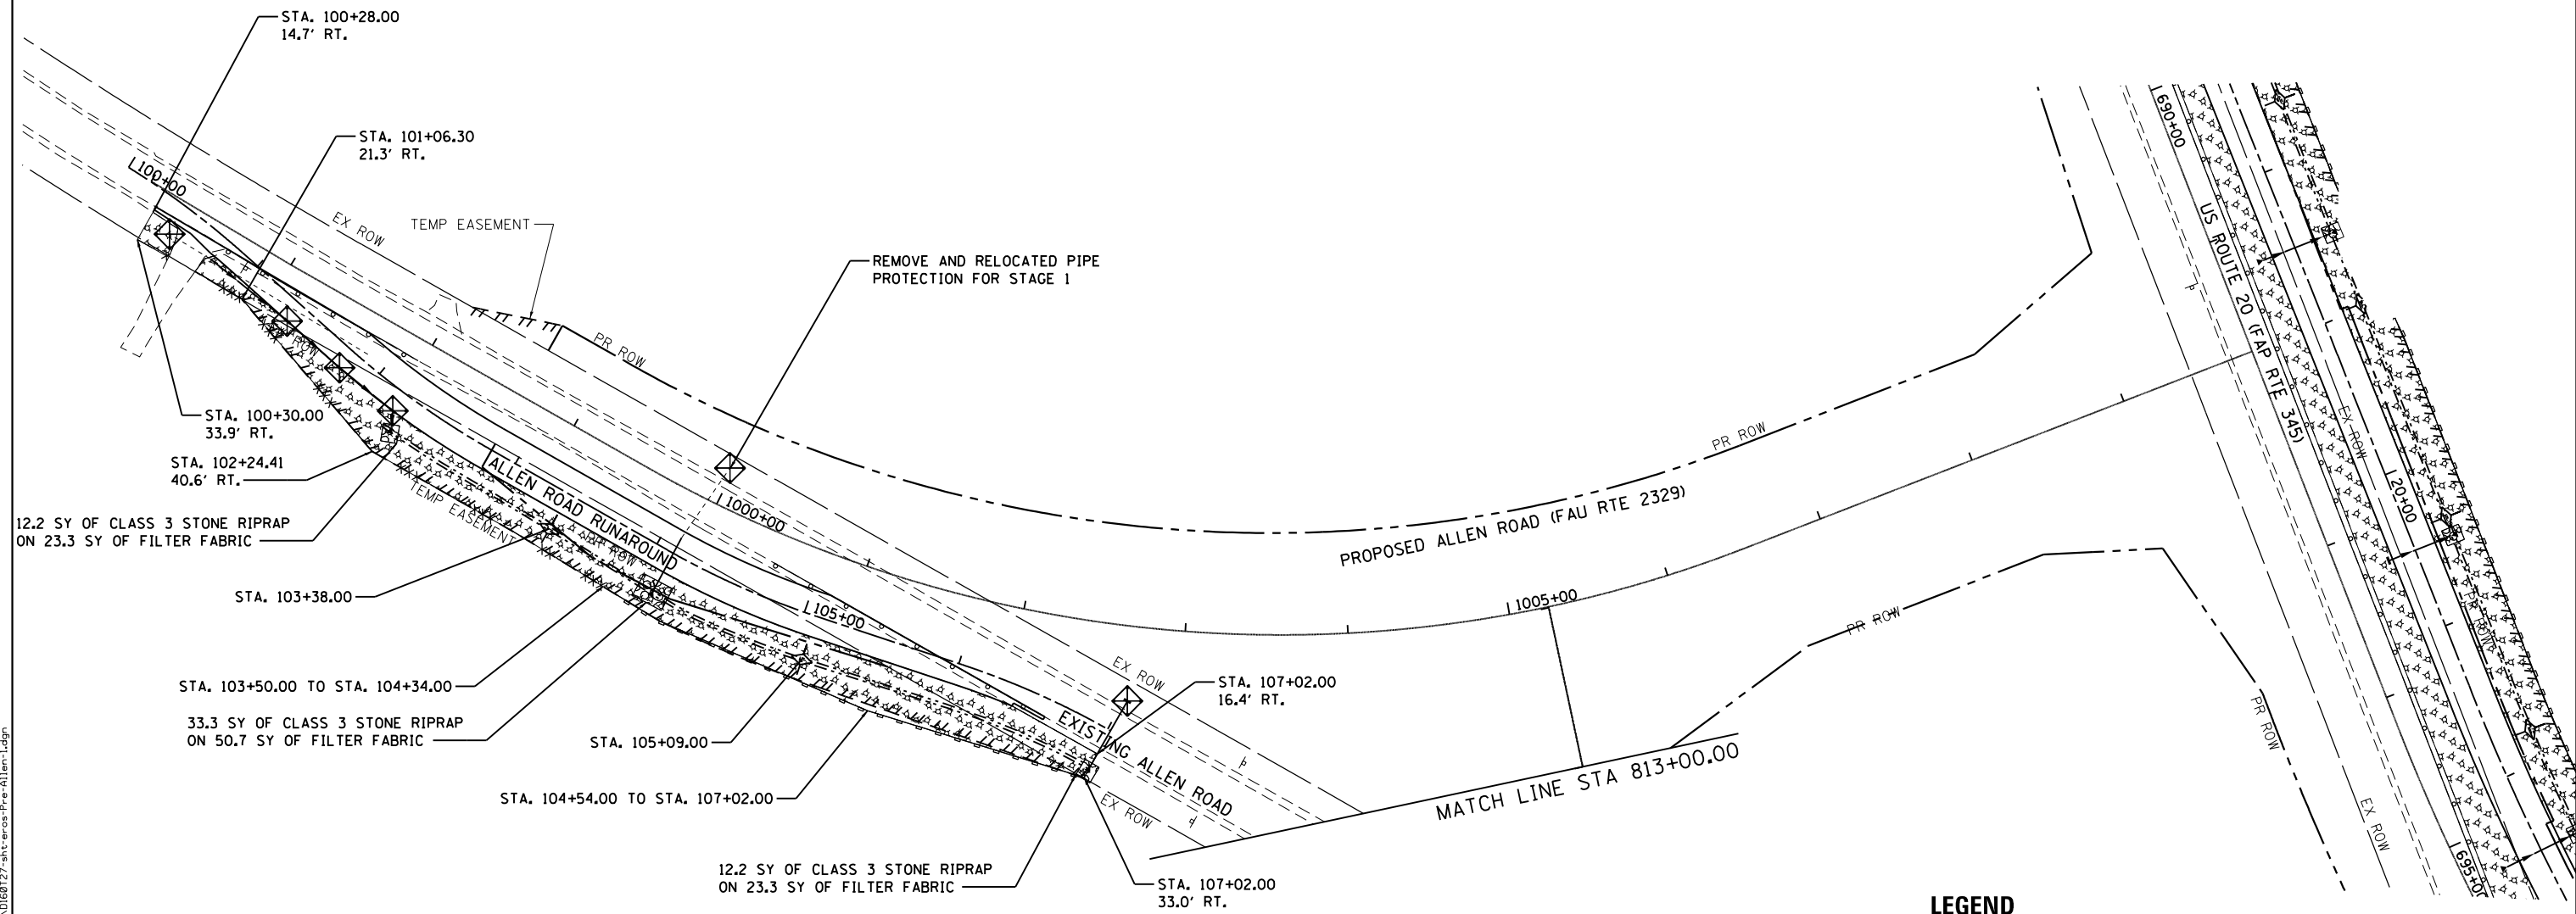 STA. 100+28.00
14.7' RT.
STA. 101+06.30
21.3' RT.
100+00
EX ROW
TEMP EASEMENT
REMOVE AND RELOCATED PIPE
PROTECTION FOR STAGE 1
PR ROW
690+00
US ROUTE 20 (FAP RTE 345)
EX ROW
20+00
PR ROW
STA. 100+30.00
33.9' RT.
ROW
STA. 102+24.41
40.6' RT.
TEMP
EASEMENT
ALLEN ROAD RUNAROUND
PR ROW
1000+00
PR ROW
PROPOSED ALLEN ROAD (FAU RTE 2329)
12.2 SY OF CLASS 3 STONE RIPRAP
ON 23.3 SY OF FILTER FABRIC
STA. 103+38.00
105+00
1005+00
PR ROW
STA. 103+50.00 TO STA. 104+34.00
33.3 SY OF CLASS 3 STONE RIPRAP
ON 50.7 SY OF FILTER FABRIC
STA. 105+09.00
EX ROW
STA. 107+02.00
16.4' RT.
EXISTING ALLEN ROAD
STA. 104+54.00 TO STA. 107+02.00
EX ROW
MATCH LINE STA 813+00.00
PR ROW
EX ROW
695+00
12.2 SY OF CLASS 3 STONE RIPRAP
ON 23.3 SY OF FILTER FABRIC
STA. 107+02.00
33.0' RT.
LEGEND